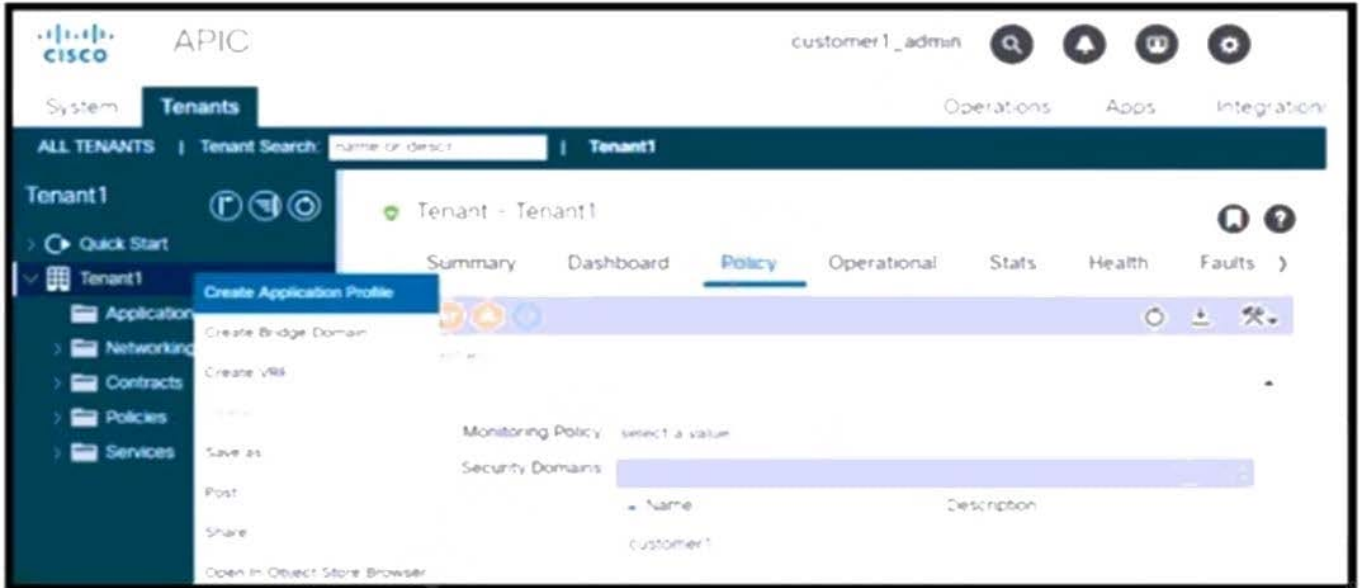 CISCO
APIC
customer1_admin
System
Tenants
Operations
Apps
Integrations
ALL TENANTS | Tenant Search: name or descr | Tenant1
Tenant1
Quick Start
Tenant1
Application
Networking
Contracts
Policies
Services
Create Application Profile
Create Bridge Domain
Create VRF
Save as
Post
Share
Open In Object Store Browser
Tenant - Tenant1
Summary
Dashboard
Policy
Operational
Stats
Health
Faults
Monitoring Policy select a value
Security Domains
Name
Description
customer1